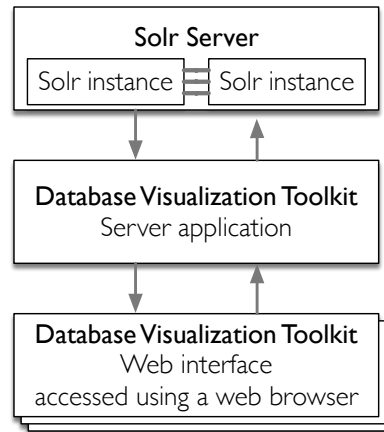 Solr Server
Solr instance Solr instance
Database Visualization Toolkit
Server application
Database Visualization Toolkit
Web interface
accessed using a web browser